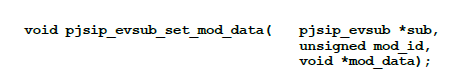 void pjsip_evsub_set_mod_data( pjsip_evsub *sub,
unsigned mod_id,
void *mod_data);